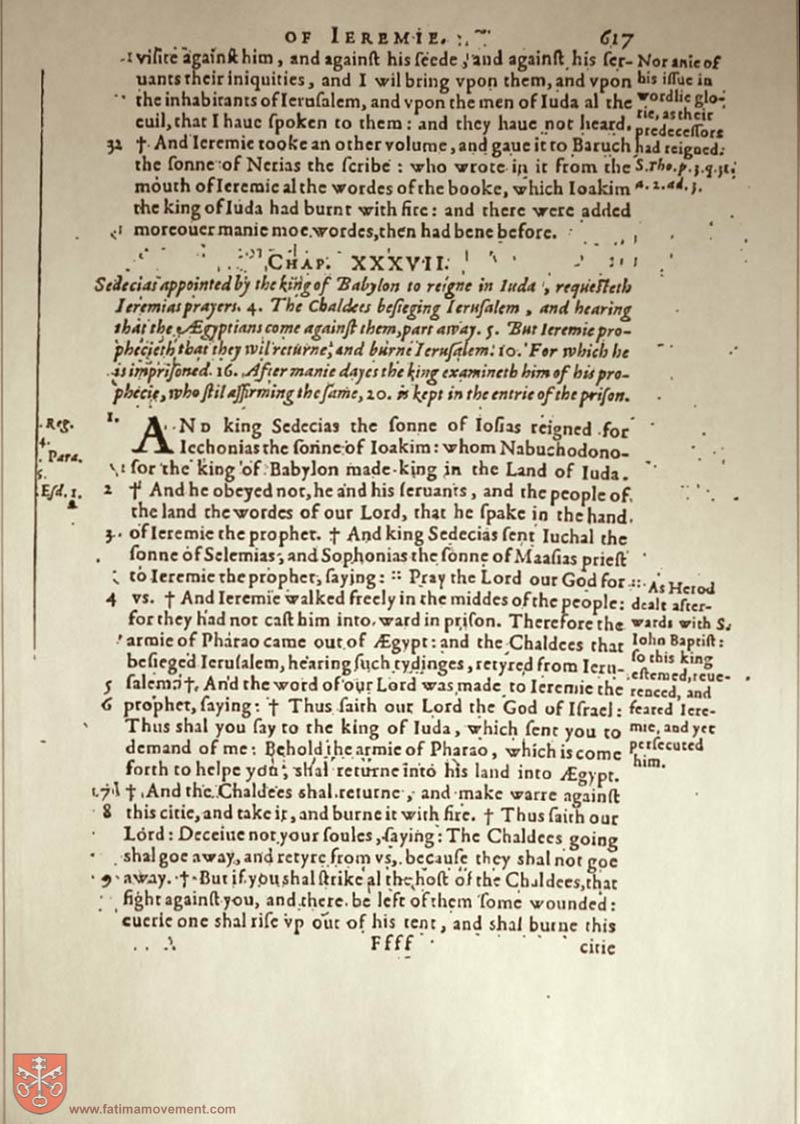 OF IEREMIE. 617
viſite againſt him, and againſt his ſeede, and againſt his ſer-
uants their iniquities, and I wil bring vpon them, and vpon
the inhabitants of Ieruſalem, and vpon the men of Iuda al the
euil, that I haue ſpoken to them: and they haue not heard.
32 † And Ieremie tooke an other volume, and gaue it to Baruch
the ſonne of Nerias the ſcribe: who wrote in it from the
mouth of Ieremie al the wordes of the booke, which Ioakim
the king of Iuda had burnt with fire: and there were added
moreouer manie moe wordes, then had bene before.
Nor anie of
his iſſue in
wordlie glo-
rie, as their
predeceſſors
had reigned.
S. Tho. p. 3. q. 31.
a. 2. ad. 3.
CHAP. XXXVII.
Sedecias appointed by the king of Babylon to reigne in Iuda, requeſteth
Ieremias prayers. 4. The Chaldees beſieging Ieruſalem, and hearing
that the Ægyptians come againſt them, part away. 5. But Ieremie pro-
phecieth that they wil returne, and burne Ieruſalem. 10. For which he
is impriſoned. 16. After manie dayes the king examineth him of his pro-
phecie, who ſtil affirming the ſame, 20. is kept in the entrie of the priſon.
4. Reg.
Para.
Eſd. 1.
1. AND king Sedecias the ſonne of Ioſias reigned for
Iechonias the ſonne of Ioakim: whom Nabuchodono-
ſor the king of Babylon made king in the Land of Iuda.
2 † And he obeyed not, he and his ſeruants, and the people of
the land the wordes of our Lord, that he ſpake in the hand
3. of Ieremie the prophet. † And king Sedecias ſent Iuchal the
ſonne of Selemias, and Sophonias the ſonne of Maaſias prieſt
to Ieremie the prophet, ſaying: :: Pray the Lord our God for
4 vs. † And Ieremie walked freely in the middes of the people:
for they had not caſt him into ward in priſon. Therefore the
armie of Pharao came out of Ægypt: and the Chaldees that
beſieged Ieruſalem, hearing ſuch tydinges, retyred from Ieru-
5 ſalem. †. And the word of our Lord was made to Ieremie the
6 prophet, ſaying: † Thus ſaith our Lord the God of Iſrael:
Thus shal you ſay to the king of Iuda, which ſent you to
demand of me: Behold the armie of Pharao, which is come
forth to helpe you, shal returne into his land into Ægypt.
7 † And the Chaldees shal returne, and make warre againſt
8 this citie, and take it, and burne it with fire. † Thus ſaith our
Lord: Deceiue not your ſoules, ſaying: The Chaldees going
shal goe away, and retyre from vs, becauſe they shal not goe
9 away. † But if you shal ſtrike al the hoſt of the Chaldees, that
fight againſt you, and there be left of them ſome wounded:
euerie one shal riſe vp out of his tent, and shal burne this
:: As Herod
dealt after-
wards with S.
Iohn Baptiſt:
ſo this king
eſtemed, reue-
renced, and
feared Iere-
mie, and yet
perſecuted
him.
Ffff citie
www.fatimamovement.com